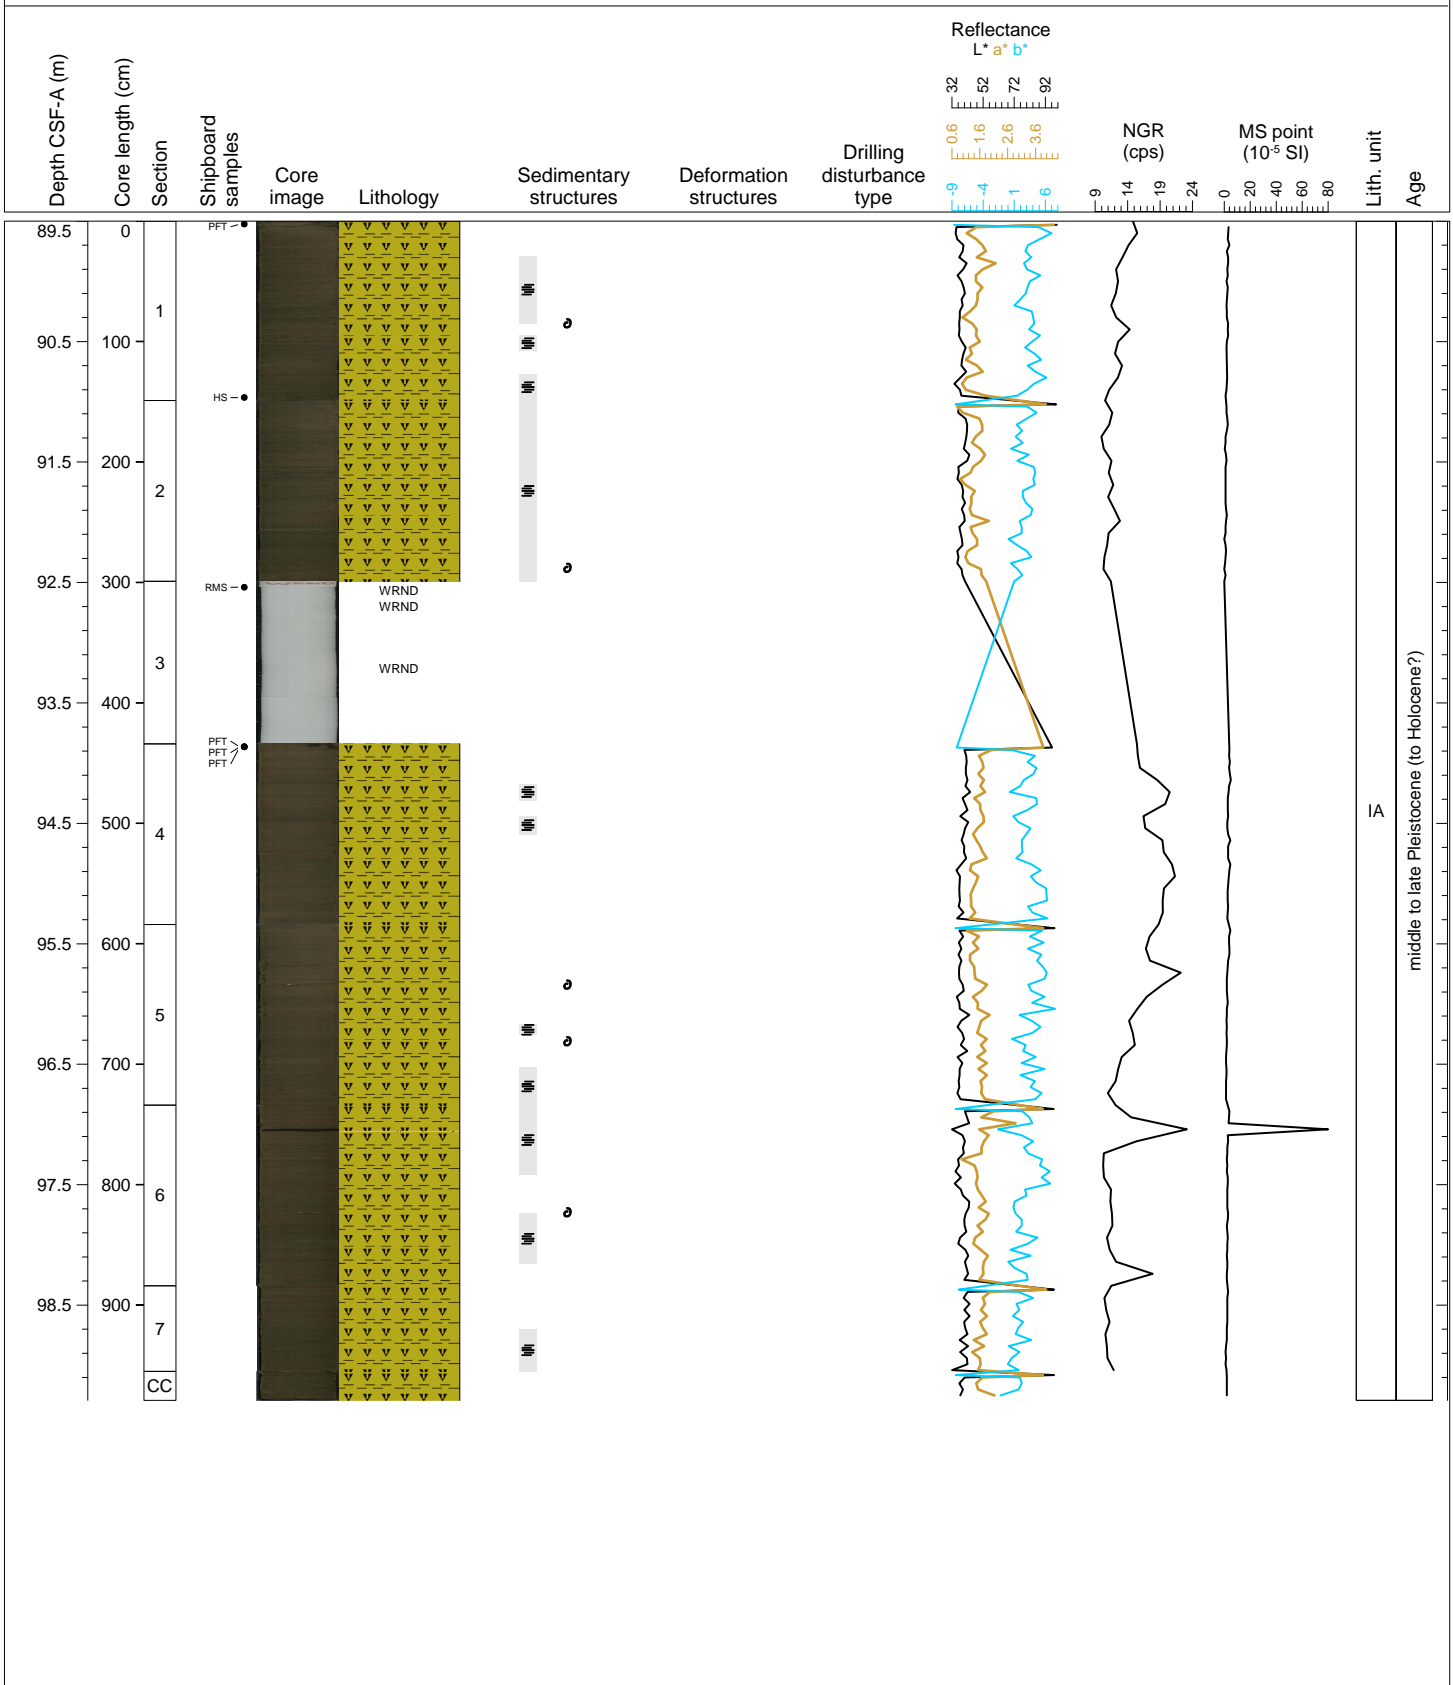 Depth CSF-A (m)
Core length (cm)
Section
Shipboard
samples
Core
image
Lithology
Sedimentary
structures
Deformation
structures
Drilling
disturbance
type
Reflectance
L* a* b*
32 52 72 92
0.6 1.6 2.6 3.6
-9 -4 1 6
NGR
(cps)
9 14 19 24
MS point
(10-5 SI)
0 20 40 60 80
Lith. unit
Age
89.5 0
PFT
1
90.5 100
HS
91.5 200
2
92.5 300
RMS
WRND
WRND
3
WRND
93.5 400
PFT
PFT
PFT
94.5 500
4
IA
middle to late Pleistocene (to Holocene?)
95.5 600
5
96.5 700
97.5 800
6
98.5 900
7
CC